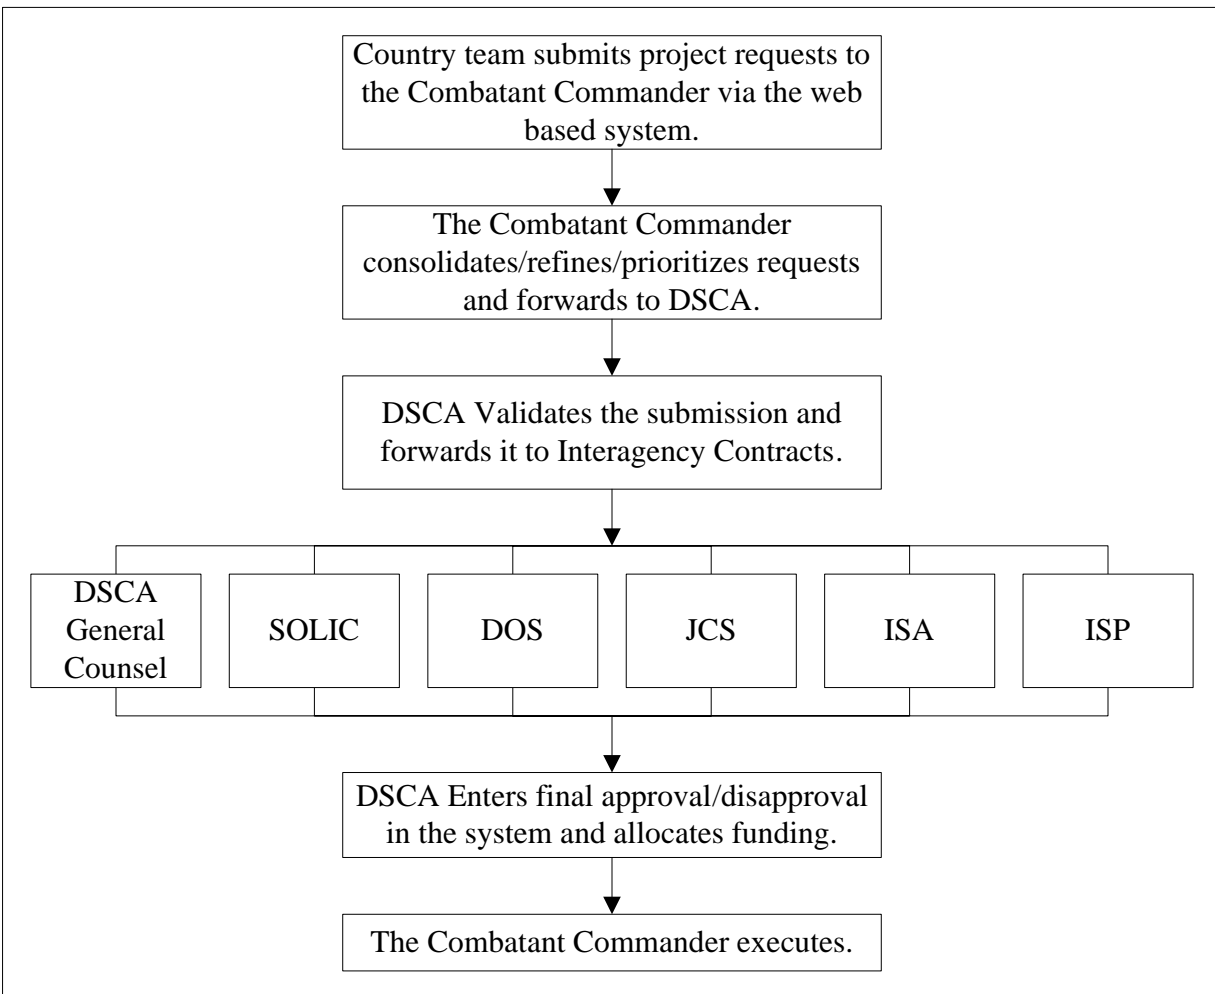 Country team submits project requests to
the Combatant Commander via the web
based system.
The Combatant Commander
consolidates/refines/prioritizes requests
and forwards to DSCA.
DSCA Validates the submission and
forwards it to Interagency Contracts.
DSCA
General
Counsel
SOLIC
DOS
JCS
ISA
ISP
DSCA Enters final approval/disapproval
in the system and allocates funding.
The Combatant Commander executes.